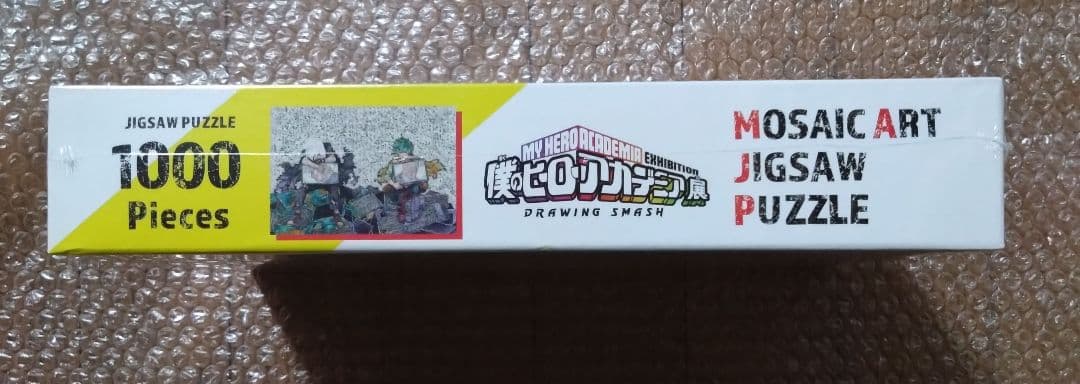 JIGSAW PUZZLE
1000
Pieces
MY HERO ACADEMIA EXHIBITION
僕のヒーローアカデミア展
DRAWING SMASH
MOSAIC ART
JIGSAW
PUZZLE